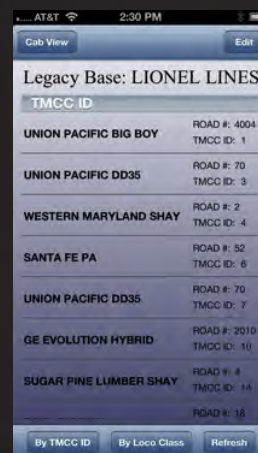 AT&T 2:30 PM
Cab View Edit
Legacy Base: LIONEL LINES
TMCC ID
UNION PACIFIC BIG BOY ROAD #: 4004
TMCC ID: 1
UNION PACIFIC DD35 ROAD #: 70
TMCC ID: 3
WESTERN MARYLAND SHAY ROAD #: 2
TMCC ID: 4
SANTA FE PA ROAD #: 52
TMCC ID: 6
UNION PACIFIC DD35 ROAD #: 70
TMCC ID: 7
GE EVOLUTION HYBRID ROAD #: 2010
TMCC ID: 10
SUGAR PINE LUMBER SHAY ROAD #: 4
TMCC ID: 14
ROAD #: 18
By TMCC ID By Loco Class Refresh